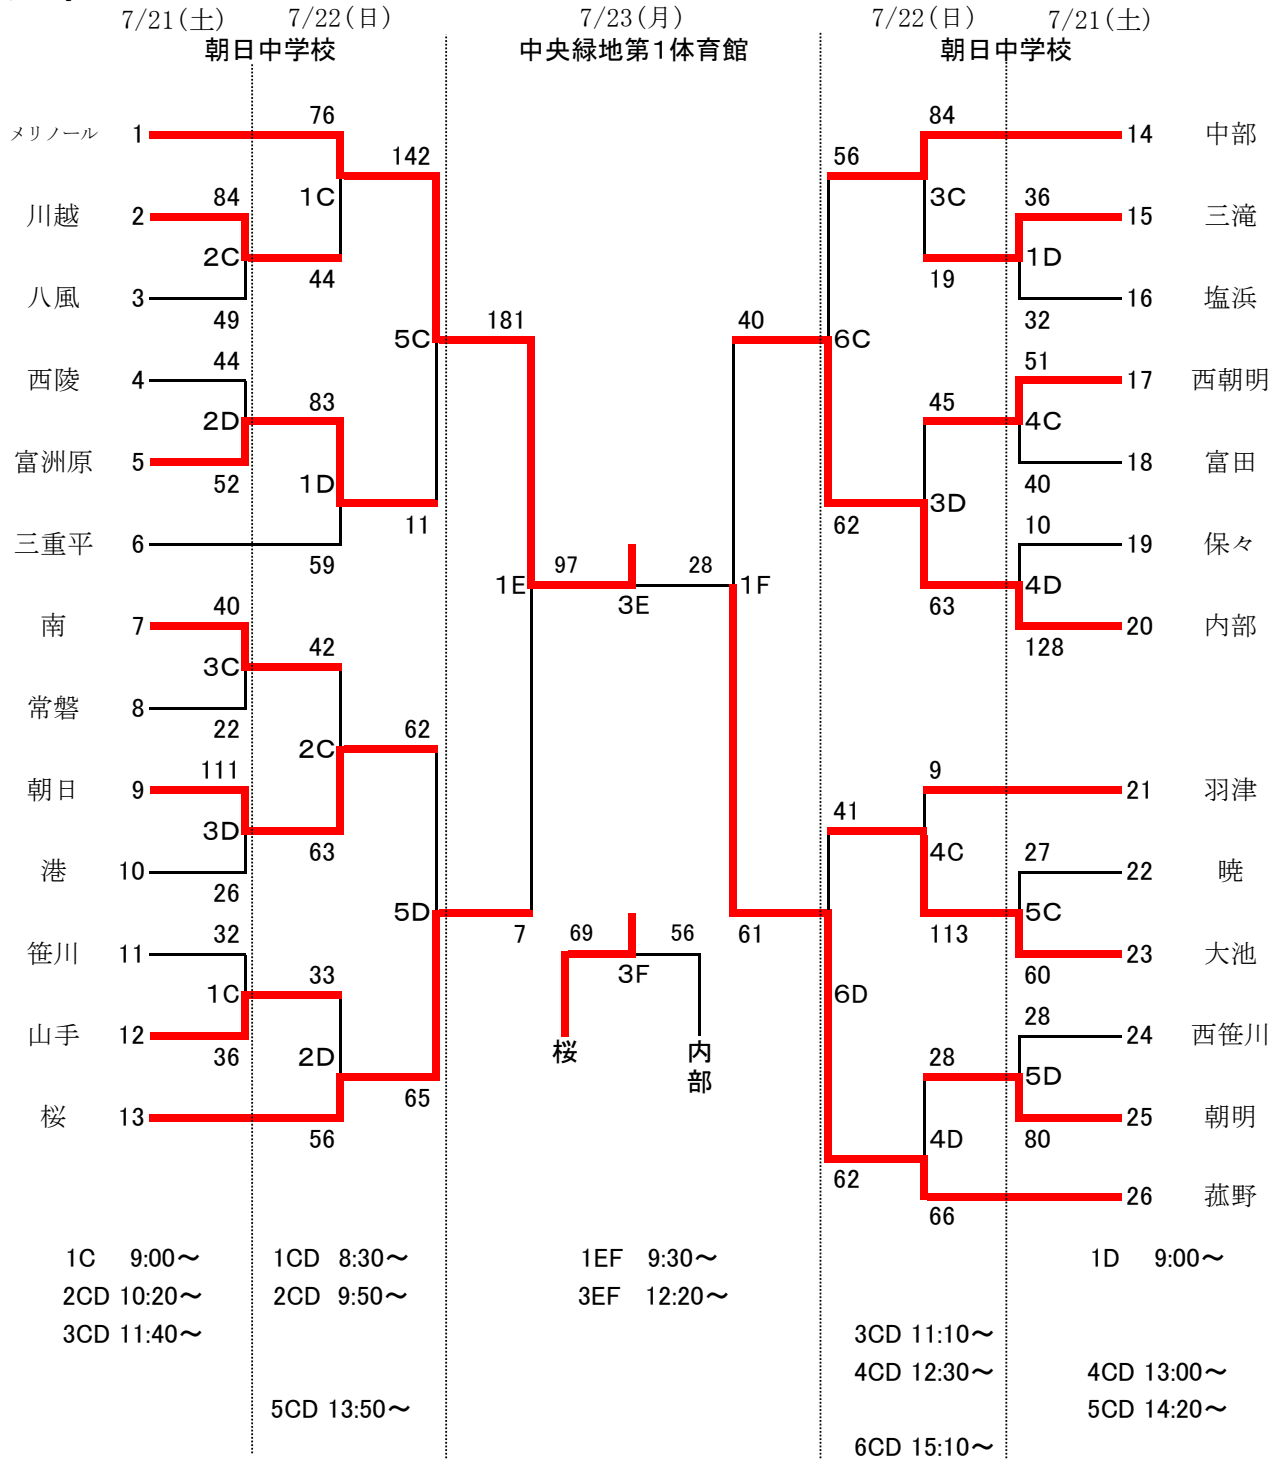 7/21(土) 7/22(日) 7/23(月) 7/22(日) 7/21(土)
朝日中学校 中央緑地第1体育館 朝日中学校
76 84
メリノール 1 14 中部
142 56
84 1C 3C 36
川越 2 15 三滝
2C 1D
44 19
八風 3 16 塩浜
49 181 40 32
5C 6C
44 51
西陵 4 17 西朝明
83 45
2D 4C
富洲原 5 18 富田
52 1D 40
3D
11 62 10
三重平 6 19 保々
59 97 28
1E 1F 4D
3E
40 63
南 7 20 内部
42 128
3C
常磐 8
22 62
2C
111 9
朝日 9 21 羽津
41
3D
63 4C 27
港 10 22 暁
26
5D 5C
32 7 69 56 61 113
笹川 11 23 大池
33 3F 60
1C 6D
28
山手 12 24 西笹川
36 2D 桜 内部 28
5D
65
桜 13 25 朝明
56 4D 80
62
26 菰野
66
1C 9:00～ 1CD 8:30～ 1EF 9:30～ 1D 9:00～
2CD 10:20～ 2CD 9:50～ 3EF 12:20～
3CD 11:40～ 3CD 11:10～
4CD 12:30～ 4CD 13:00～
5CD 13:50～ 5CD 14:20～
6CD 15:10～